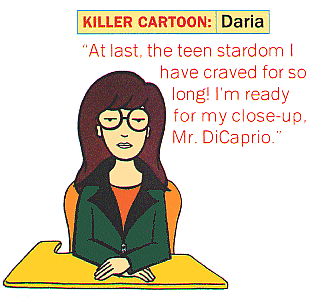 KILLER CARTOON: Daria
"At last, the teen stardom I
have craved for so
long! I'm ready
for my close-up,
Mr. DiCaprio."